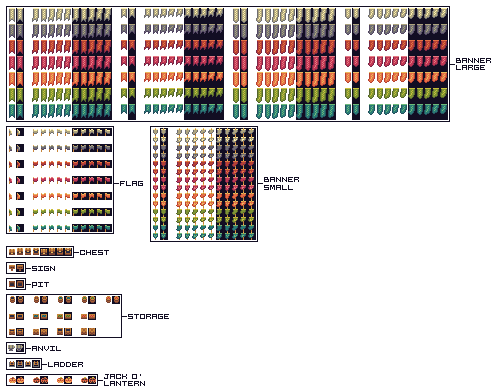 BANNER
LARGE
FLAG
BANNER
SMALL
CHEST
SIGN
PIT
STORAGE
ANVIL
LADDER
JACK O'
LANTERN